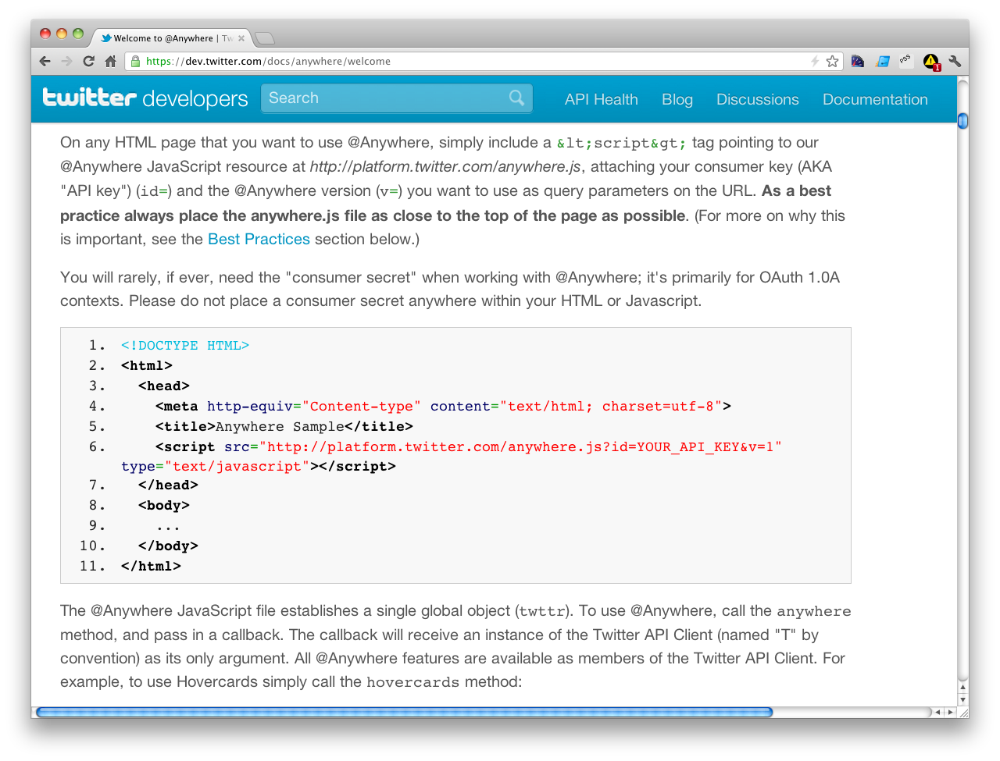 Welcome to @Anywhere | Tw
https://dev.twitter.com/docs/anywhere/welcome
1
twitter developers
Search
API Health
Blog
Discussions
Documentation
On any HTML page that you want to use @Anywhere, simply include a &lt;script&gt; tag pointing to our
@Anywhere JavaScript resource at http://platform.twitter.com/anywhere.js, attaching your consumer key (AKA
"API key") (id=) and the @Anywhere version (v=) you want to use as query parameters on the URL. As a best
practice always place the anywhere.js file as close to the top of the page as possible. (For more on why this
is important, see the Best Practices section below.)
You will rarely, if ever, need the "consumer secret" when working with @Anywhere; it's primarily for OAuth 1.0A
contexts. Please do not place a consumer secret anywhere within your HTML or Javascript.
1. <!DOCTYPE HTML>
2. <html>
3.   <head>
4.     <meta http-equiv="Content-type" content="text/html; charset=utf-8">
5.     <title>Anywhere Sample</title>
6.     <script src="http://platform.twitter.com/anywhere.js?id=YOUR_API_KEY&v=1"
type="text/javascript"></script>
7.   </head>
8.   <body>
9.     ...
10.   </body>
11. </html>
The @Anywhere JavaScript file establishes a single global object (twttr). To use @Anywhere, call the anywhere
method, and pass in a callback. The callback will receive an instance of the Twitter API Client (named "T" by
convention) as its only argument. All @Anywhere features are available as members of the Twitter API Client. For
example, to use Hovercards simply call the hovercards method: